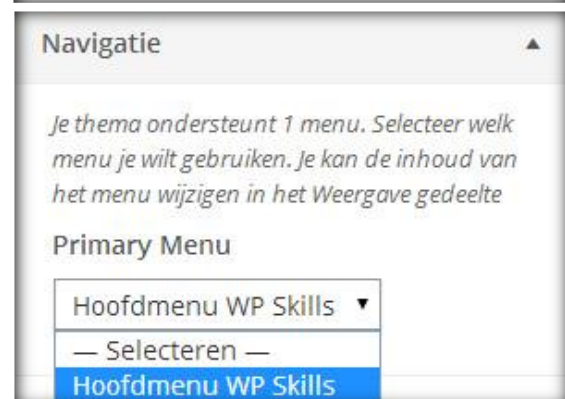 Navigatie
Je thema ondersteunt 1 menu. Selecteer welk
menu je wilt gebruiken. Je kan de inhoud van
het menu wijzigen in het Weergave gedeelte
Primary Menu
Hoofdmenu WP Skills
— Selecteren —
Hoofdmenu WP Skills